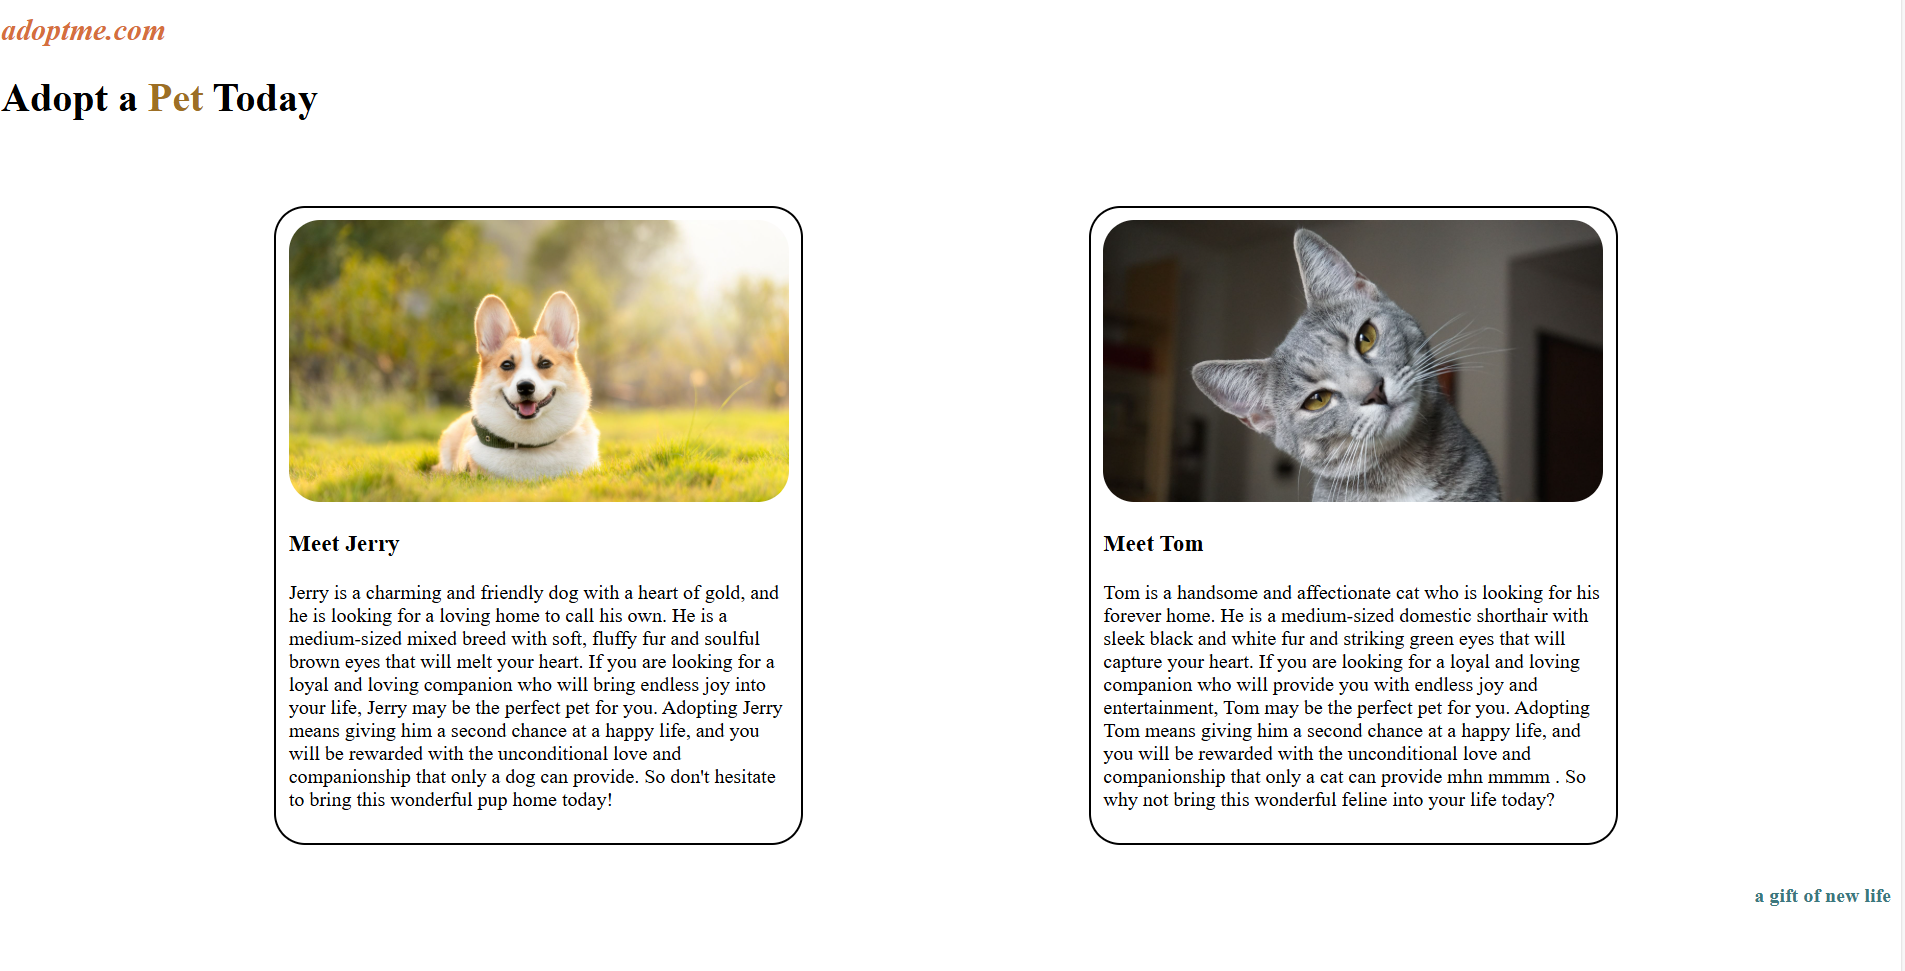 adoptme.com
Adopt a Pet Today
Meet Jerry
Jerry is a charming and friendly dog with a heart of gold, and
he is looking for a loving home to call his own. He is a
medium-sized mixed breed with soft, fluffy fur and soulful
brown eyes that will melt your heart. If you are looking for a
loyal and loving companion who will bring endless joy into
your life, Jerry may be the perfect pet for you. Adopting Jerry
means giving him a second chance at a happy life, and you
will be rewarded with the unconditional love and
companionship that only a dog can provide. So don't hesitate
to bring this wonderful pup home today!
Meet Tom
Tom is a handsome and affectionate cat who is looking for his
forever home. He is a medium-sized domestic shorthair with
sleek black and white fur and striking green eyes that will
capture your heart. If you are looking for a loyal and loving
companion who will provide you with endless joy and
entertainment, Tom may be the perfect pet for you. Adopting
Tom means giving him a second chance at a happy life, and
you will be rewarded with the unconditional love and
companionship that only a cat can provide mhn mmmm . So
why not bring this wonderful feline into your life today?
a gift of new life